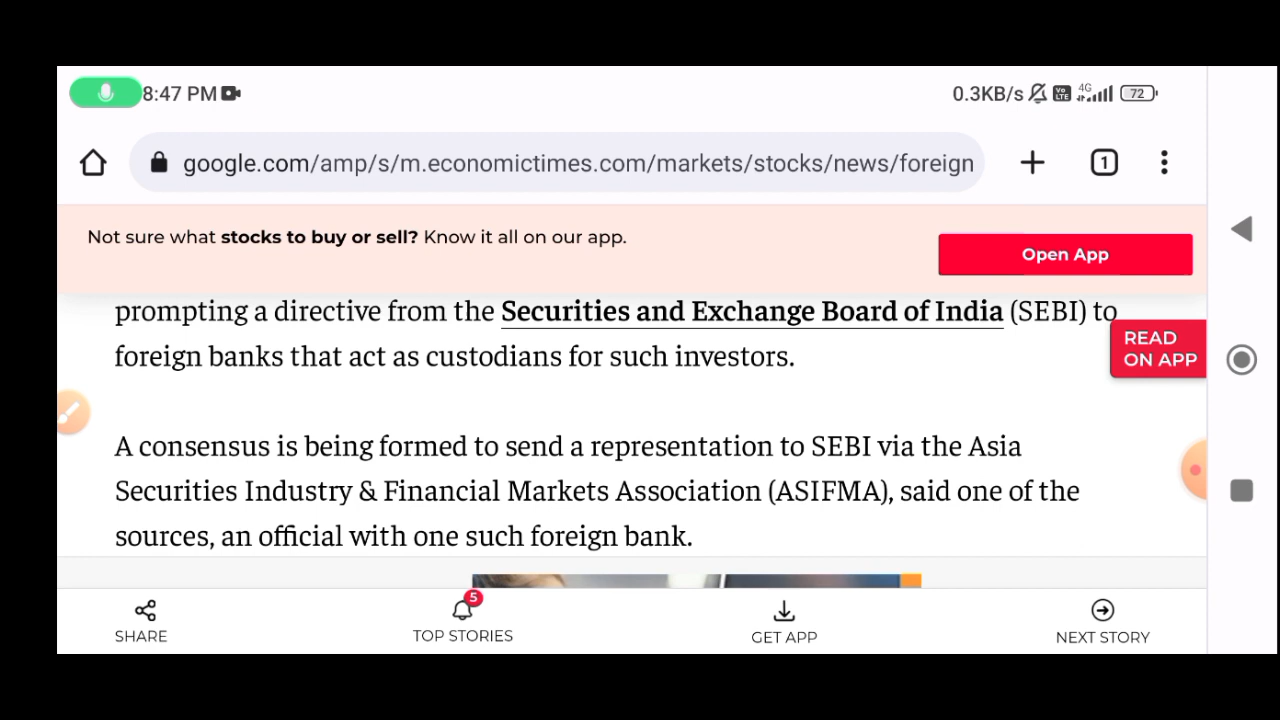 8:47 PM
0.3KB/s Vo LTE 4G 72
google.com/amp/s/m.economictimes.com/markets/stocks/news/foreign
1
Not sure what stocks to buy or sell? Know it all on our app.
Open App
prompting a directive from the Securities and Exchange Board of India (SEBI) to
foreign banks that act as custodians for such investors.
READ
ON APP
A consensus is being formed to send a representation to SEBI via the Asia
Securities Industry & Financial Markets Association (ASIFMA), said one of the
sources, an official with one such foreign bank.
5
SHARE
TOP STORIES
GET APP
NEXT STORY